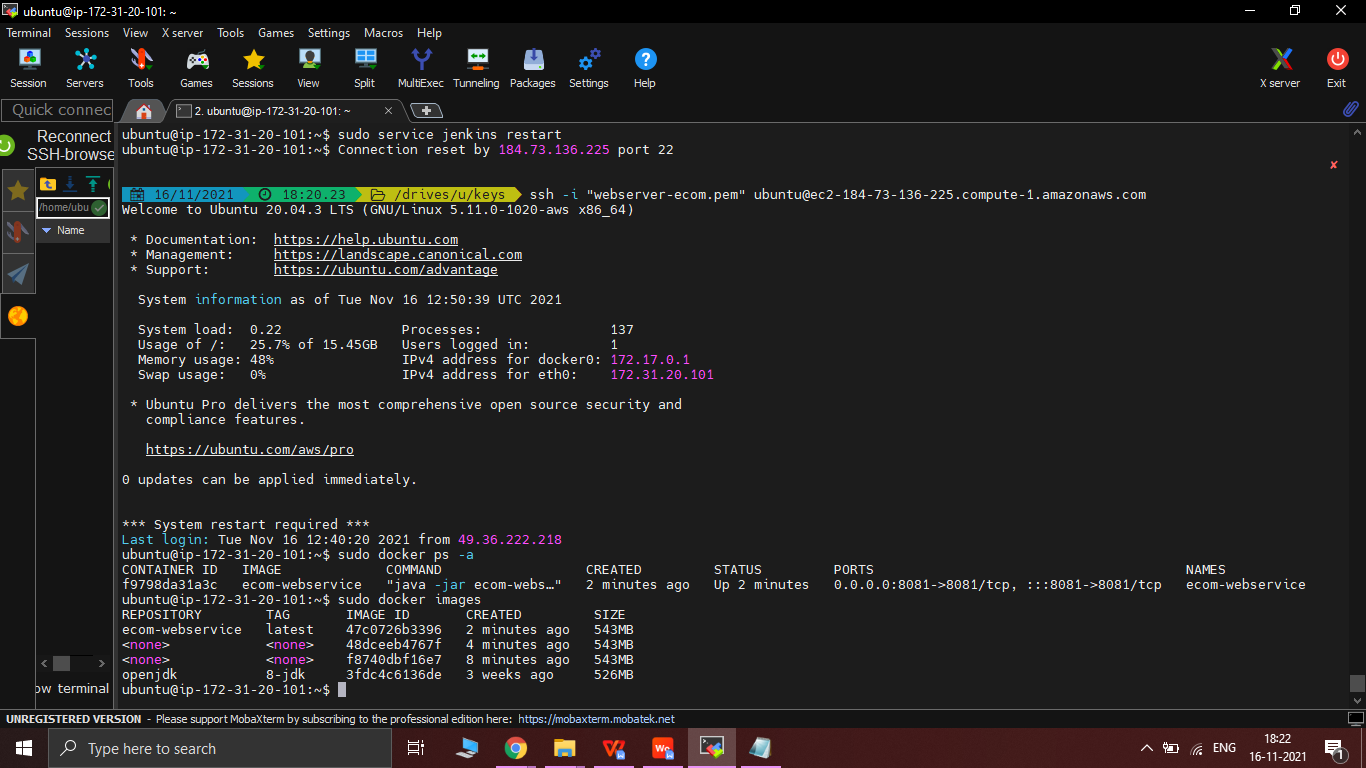 ubuntu@ip-172-31-20-101: ~
Terminal Sessions View X server Tools Games Settings Macros Help
Session Servers Tools Games Sessions View Split MultiExec Tunneling Packages Settings Help X server Exit
Quick connec
2. ubuntu@ip-172-31-20-101: ~
Reconnect
SSH-browse
/home/ubu
Name
ubuntu@ip-172-31-20-101:~$ sudo service jenkins restart
ubuntu@ip-172-31-20-101:~$ Connection reset by 184.73.136.225 port 22
16/11/2021 18:20.23 /drives/u/keys ssh -i "webserver-ecom.pem" ubuntu@ec2-184-73-136-225.compute-1.amazonaws.com
Welcome to Ubuntu 20.04.3 LTS (GNU/Linux 5.11.0-1020-aws x86_64)
* Documentation: https://help.ubuntu.com
* Management: https://landscape.canonical.com
* Support: https://ubuntu.com/advantage
System information as of Tue Nov 16 12:50:39 UTC 2021
System load: 0.22 Processes: 137
Usage of /: 25.7% of 15.45GB Users logged in: 1
Memory usage: 48% IPv4 address for docker0: 172.17.0.1
Swap usage: 0% IPv4 address for eth0: 172.31.20.101
* Ubuntu Pro delivers the most comprehensive open source security and
compliance features.
https://ubuntu.com/aws/pro
0 updates can be applied immediately.
*** System restart required ***
Last login: Tue Nov 16 12:40:20 2021 from 49.36.222.218
ubuntu@ip-172-31-20-101:~$ sudo docker ps -a
CONTAINER ID IMAGE COMMAND CREATED STATUS PORTS NAMES
f9798da31a3c ecom-webservice "java -jar ecom-webs…" 2 minutes ago Up 2 minutes 0.0.0.0:8081->8081/tcp, :::8081->8081/tcp ecom-webservice
ubuntu@ip-172-31-20-101:~$ sudo docker images
REPOSITORY TAG IMAGE ID CREATED SIZE
ecom-webservice latest 47c0726b3396 2 minutes ago 543MB
<none> <none> 48dceeb4767f 4 minutes ago 543MB
<none> <none> f8740dbf16e7 8 minutes ago 543MB
openjdk 8-jdk 3fdc4c6136de 3 weeks ago 526MB
ubuntu@ip-172-31-20-101:~$
ow terminal
UNREGISTERED VERSION - Please support MobaXterm by subscribing to the professional edition here: https://mobaxterm.mobatek.net
Type here to search
ENG
18:22
16-11-2021
1